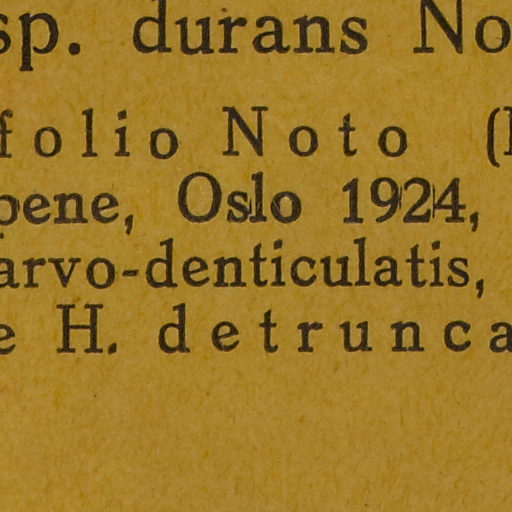 sp. durans No
folio Noto (
pene, Oslo 1924,
arvo-denticulatis,
e H. detrunca